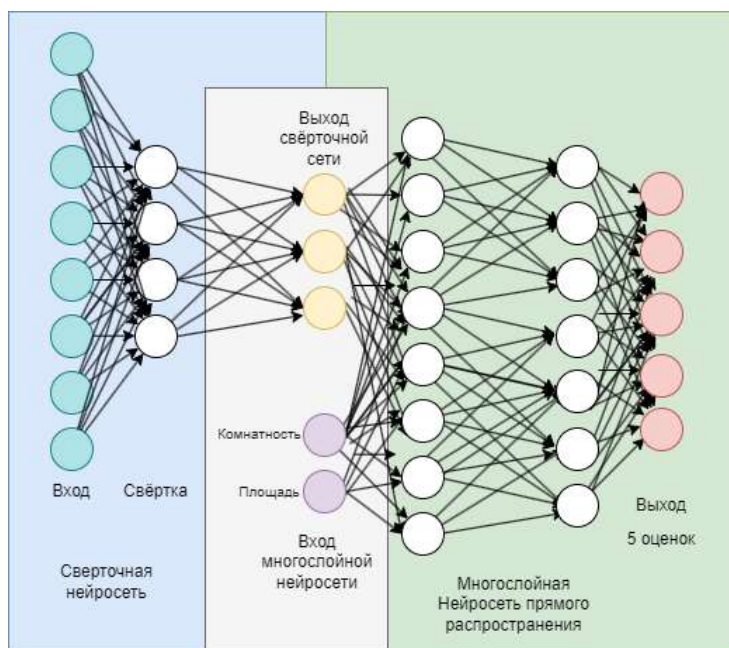 Выход
свёрточной
сети
Комнатность
Площадь
Вход
Свёртка
Вход
многослойной
нейросети
Выход
5 оценок
Сверточная
нейросеть
Многослойная
Нейросеть прямого
распространения